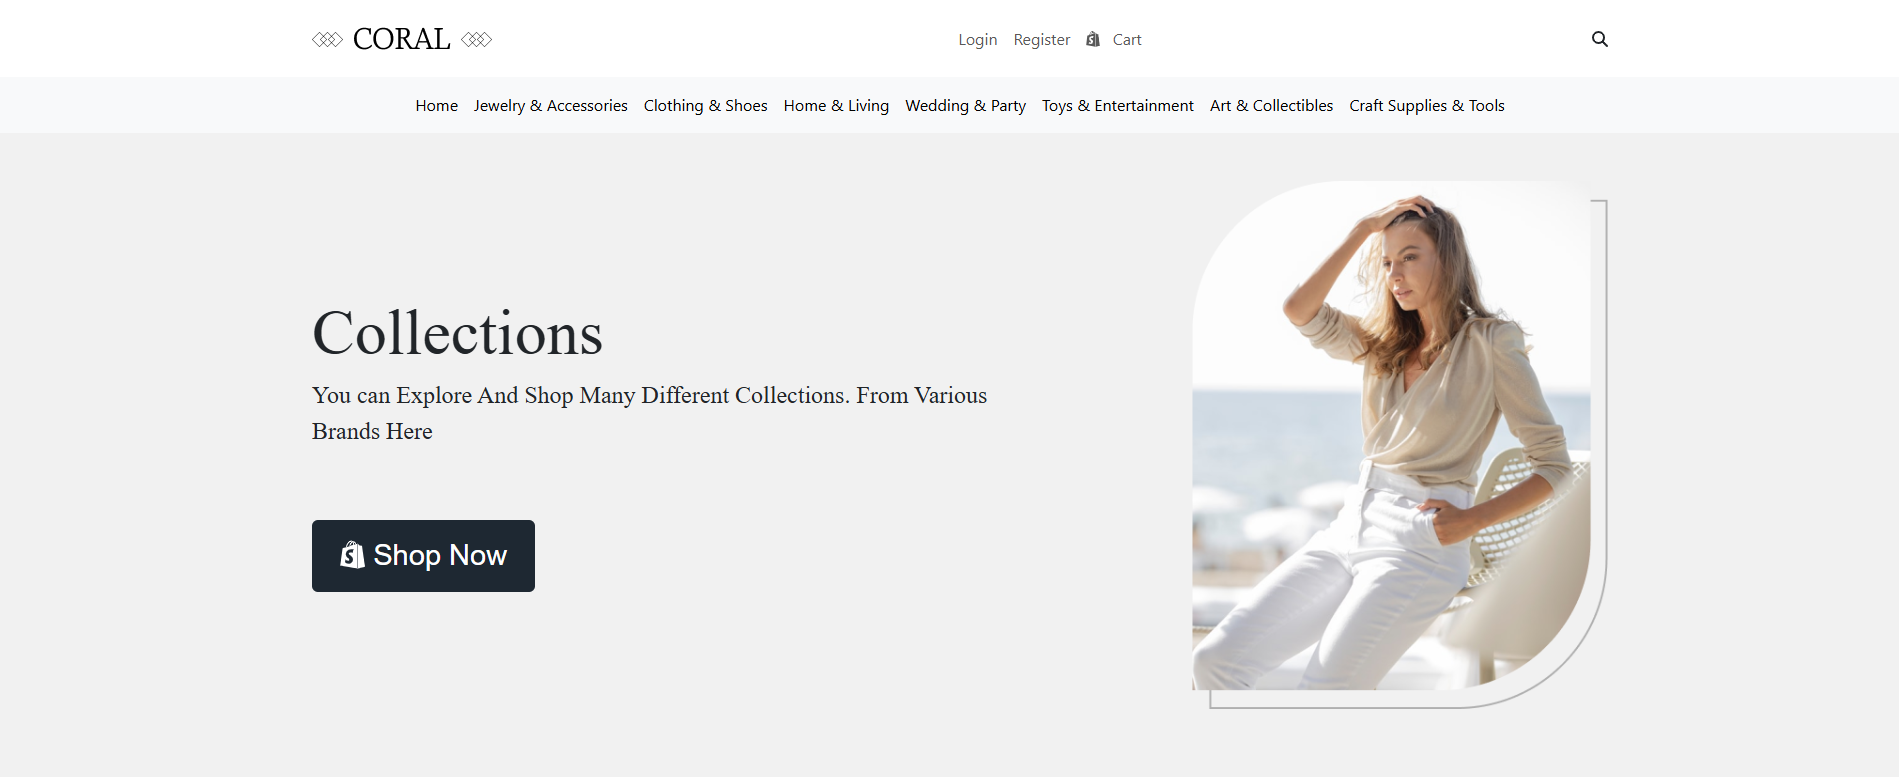 CORAL
Login Register Cart
Home Jewelry & Accessories Clothing & Shoes Home & Living Wedding & Party Toys & Entertainment Art & Collectibles Craft Supplies & Tools
Collections
You can Explore And Shop Many Different Collections. From Various
Brands Here
Shop Now